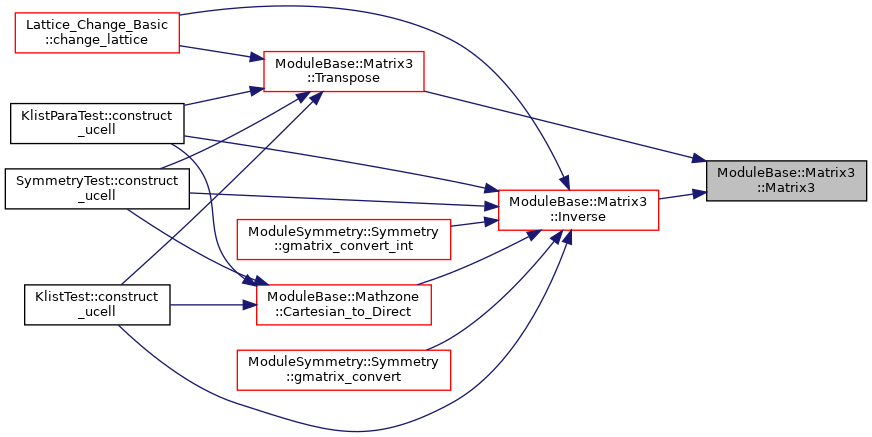 Lattice_Change_Basic
::change_lattice
ModuleBase::Matrix3
::Transpose
KlistParaTest::construct
_ucell
SymmetryTest::construct
_ucell
ModuleBase::Matrix3
::Matrix3
ModuleBase::Matrix3
::Inverse
ModuleSymmetry::Symmetry
::gmatrix_convert_int
KlistTest::construct
_ucell
ModuleBase::Mathzone
::Cartesian_to_Direct
ModuleSymmetry::Symmetry
::gmatrix_convert